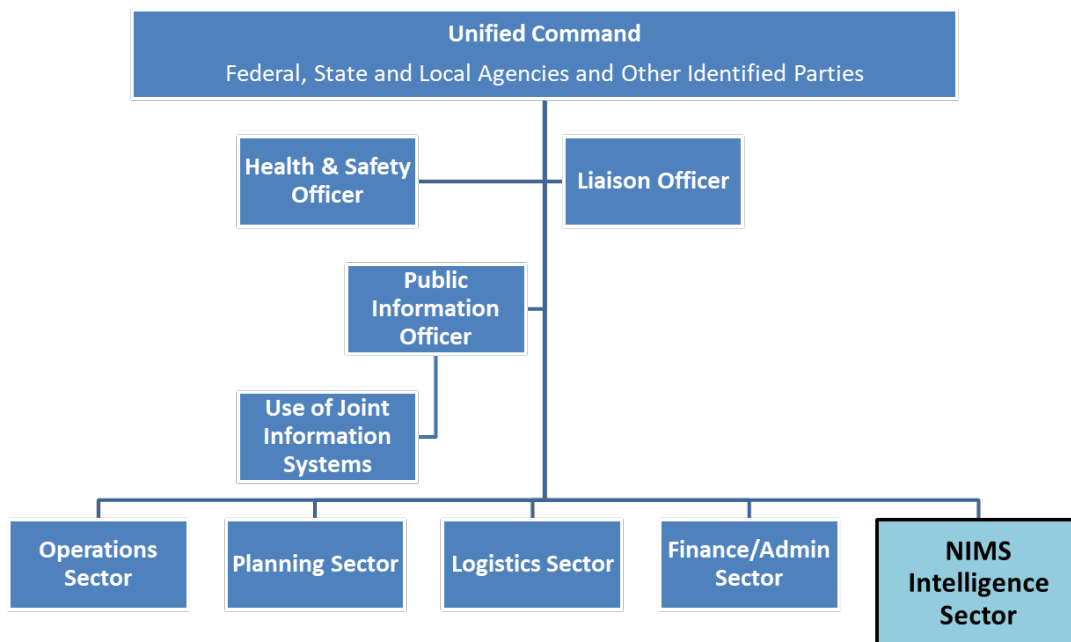 Unified Command
Federal, State and Local Agencies and Other Identified Parties
Health & Safety
Officer
Liaison Officer
Public
Information
Officer
Use of Joint
Information
Systems
Operations
Sector
Planning Sector
Logistics Sector
Finance/Admin
Sector
NIMS
Intelligence
Sector